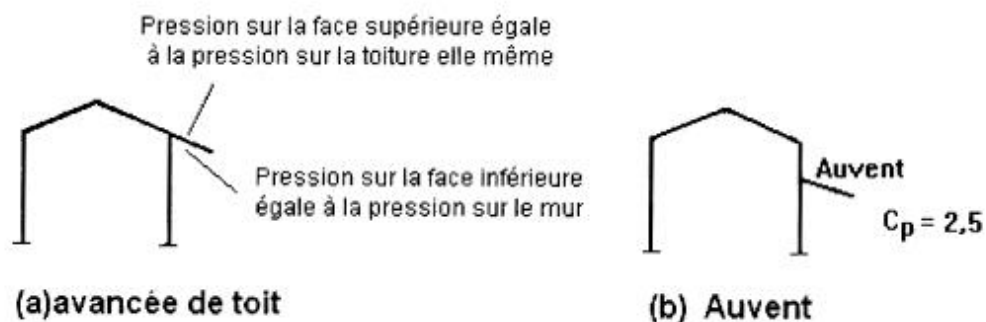 Pression sur la face supérieure égale
à la pression sur la toiture elle même
Pression sur la face inférieure
égale à la pression sur le mur
(a)avancée de toit
Auvent
Cp = 2,5
(b) Auvent